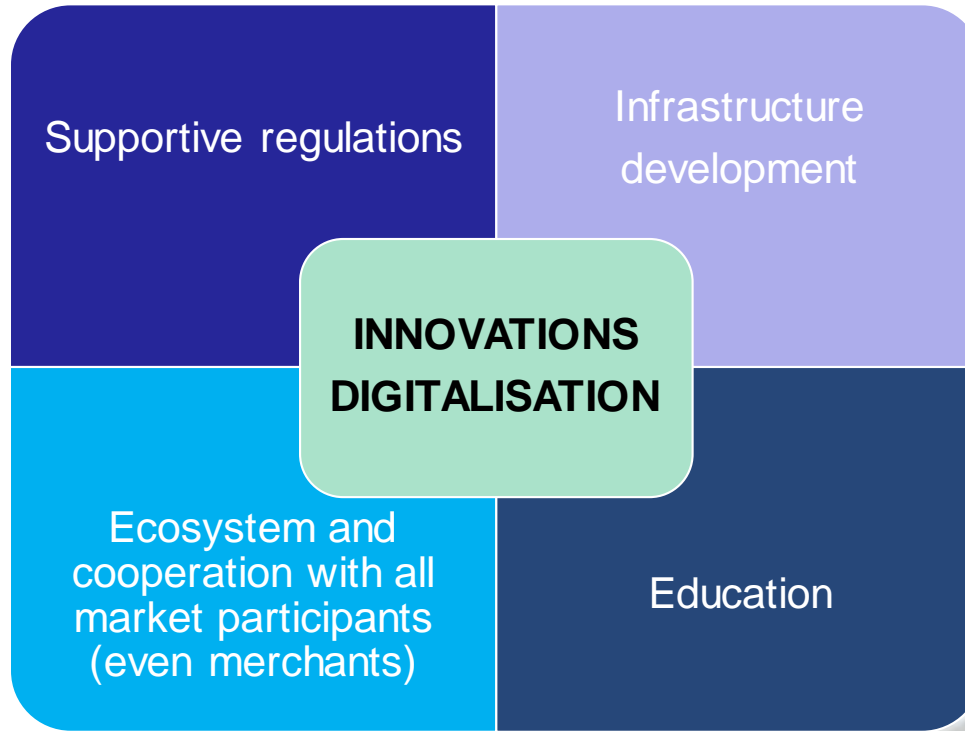 Supportive regulations
Infrastructure
development
INNOVATIONS
DIGITALISATION
Ecosystem and
cooperation with all
market participants
(even merchants)
Education